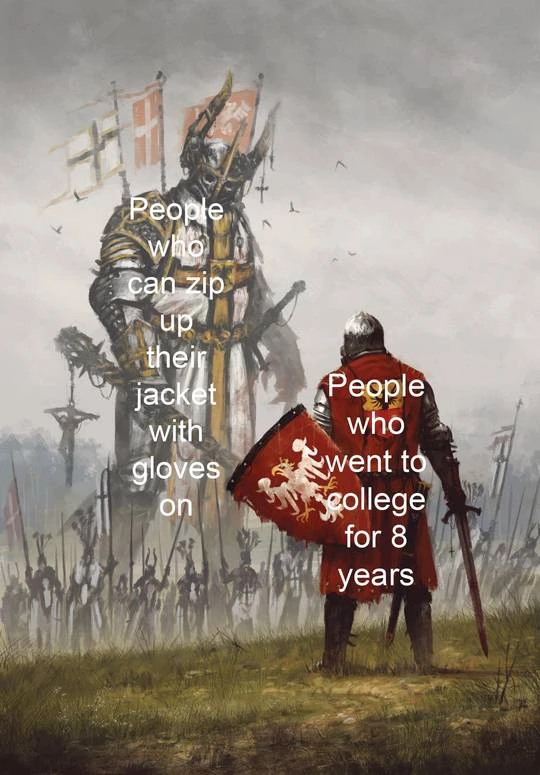 People
who
can zip
up
their
jacket
with
gloves
on
People
who
went to
college
for 8
years